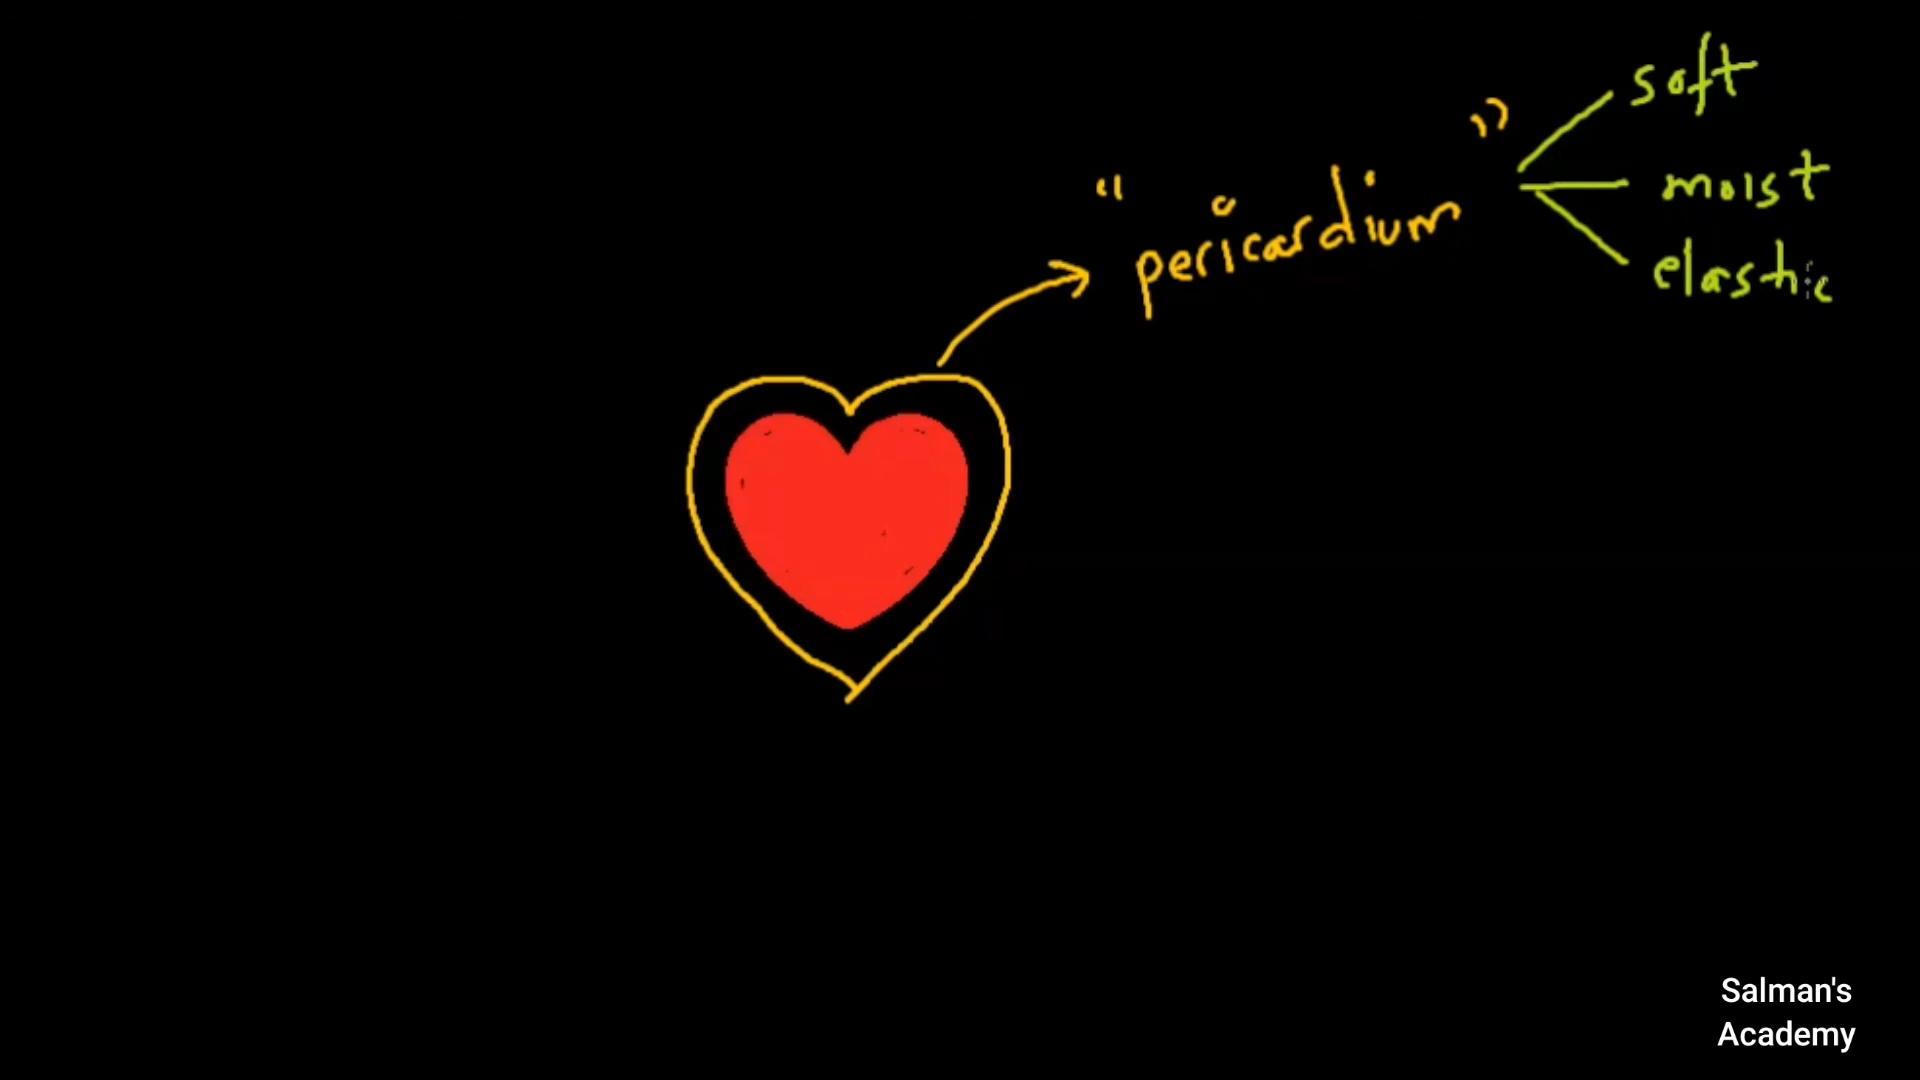 soft
"pericardium"
moist
elastic
Salman's
Academy